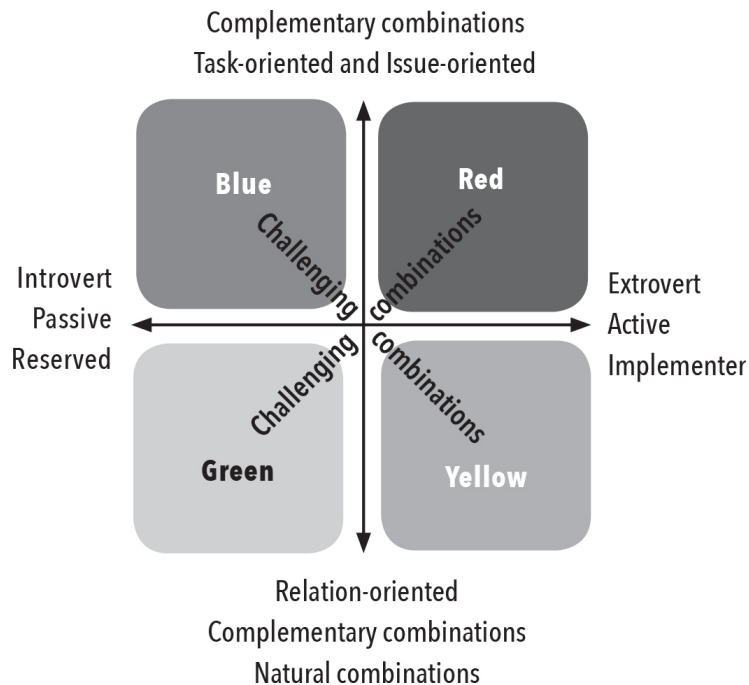 Complementary combinations
Task-oriented and Issue-oriented
Blue
Red
Challenging
combinations
Introvert
Passive
Reserved
Extrovert
Active
Implementer
Challenging
combinations
Green
Yellow
Relation-oriented
Complementary combinations
Natural combinations